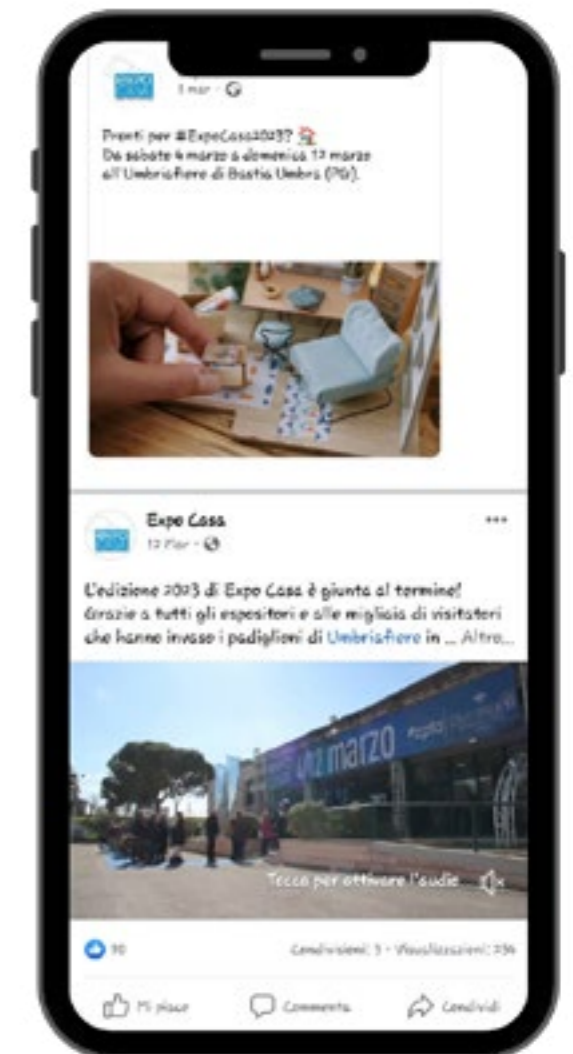 1 mar
Pronti per #ExpoCasa2023? 🏠
Da sabato 4 marzo a domenica 12 marzo
all'Umbriafiere di Bastia Umbra (PG).
Expo Casa
12 Mar
L'edizione 2023 di Expo Casa è giunta al termine!
Grazie a tutti gli espositori e alle migliaia di visitatori
che hanno invaso i padiglioni di Umbriafiere in ... Altro...
marzo
Tocca per attivare l'audio
Condivisioni: 3 · Visualizzazioni:
Mi piace Commenta Condividi